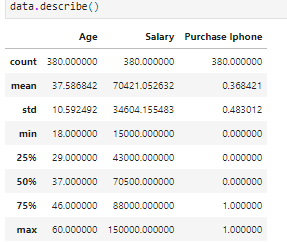 data.describe()
Age Salary Purchase Iphone
count 380.000000 380.000000 380.000000
mean 37.586842 70421.052632 0.368421
std 10.592492 34604.155483 0.483012
min 18.000000 15000.000000 0.000000
25% 29.000000 43000.000000 0.000000
50% 37.000000 70500.000000 0.000000
75% 46.000000 88000.000000 1.000000
max 60.000000 150000.000000 1.000000